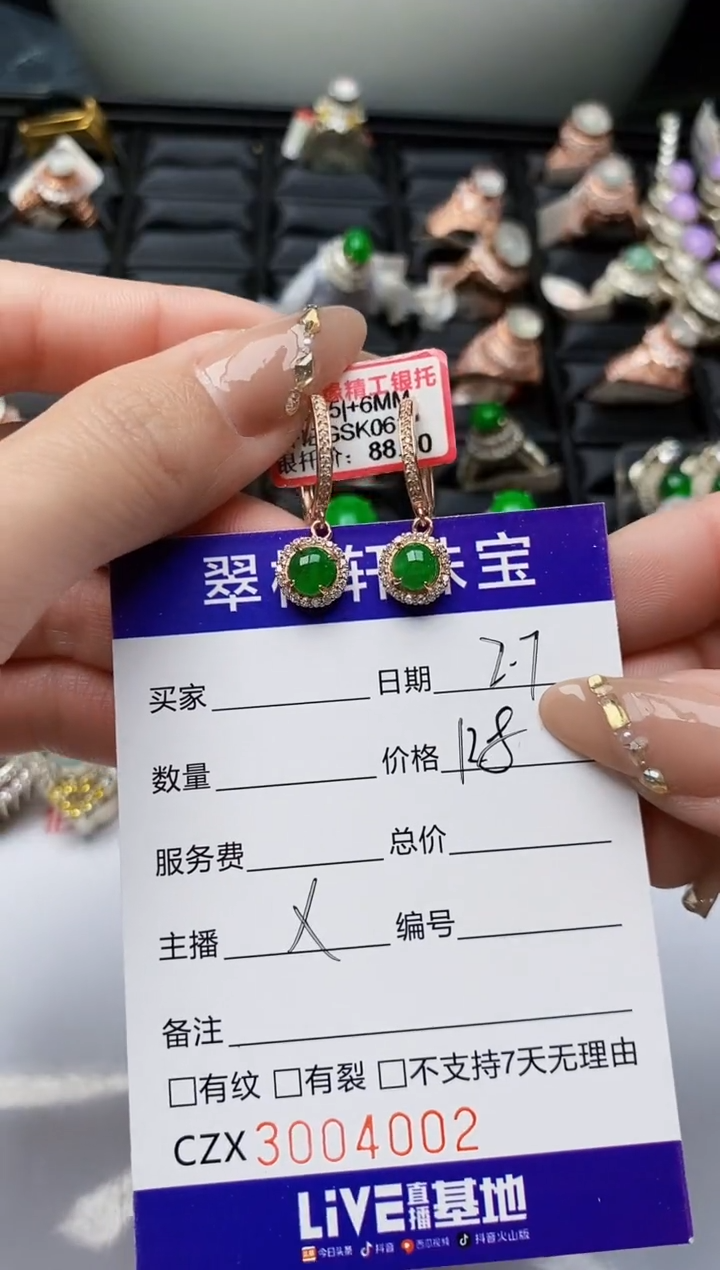 精工银托
5|+6MM
GSK06
银托价: 88 0
翠 轩珠宝
买家 日期 2.7
数量 价格 128
服务费 总价
主播 X 编号
备注
□有纹 □有裂 □不支持7天无理由
CZX3004002
LIVE直播基地
今日头条 抖音 西瓜视频 抖音火山版